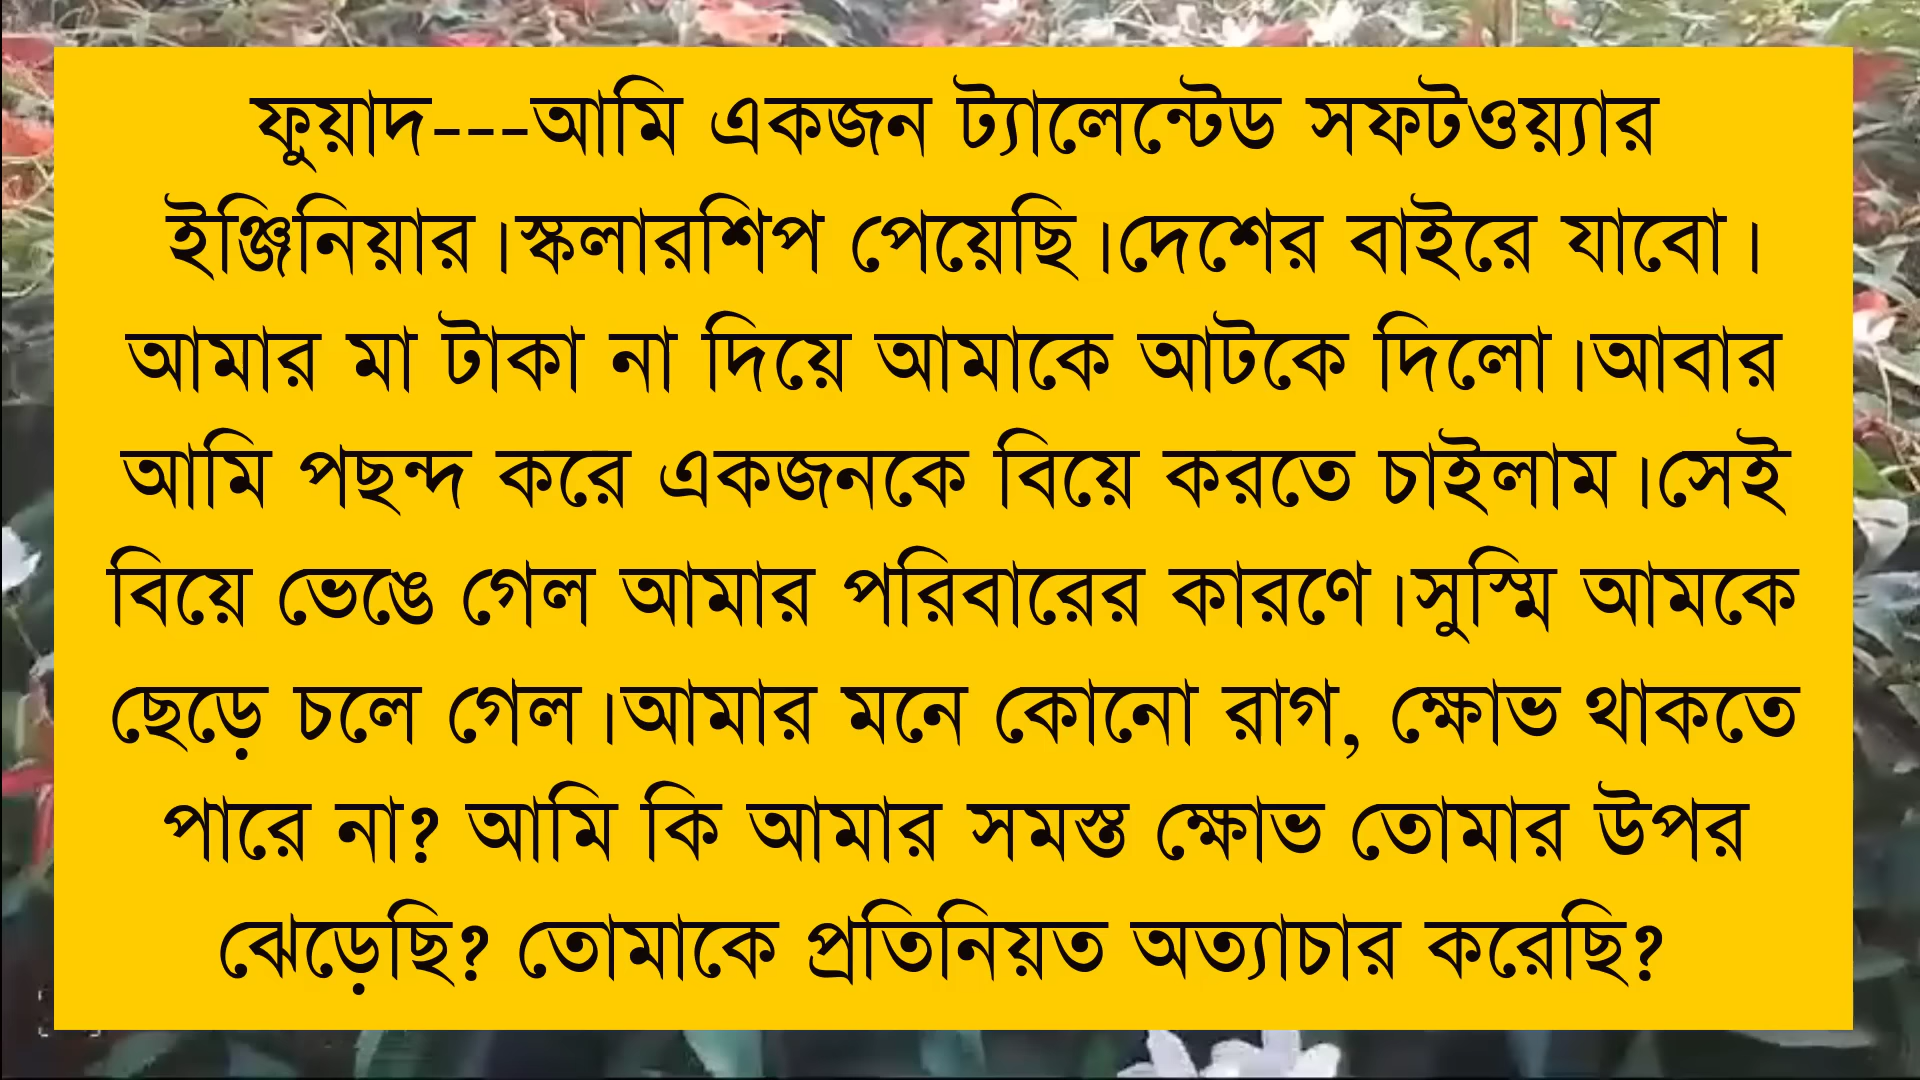 ফুয়াদ---আমি একজন ট্যালেন্টেড সফটওয়্যার
ইঞ্জিনিয়ার।স্কলারশিপ পেয়েছি।দেশের বাইরে যাবো।
আমার মা টাকা না দিয়ে আমাকে আটকে দিলো।আবার
আমি পছন্দ করে একজনকে বিয়ে করতে চাইলাম।সেই
বিয়ে ভেঙে গেল আমার পরিবারের কারণে।সুস্মি আমকে
ছেড়ে চলে গেল।আমার মনে কোনো রাগ, ক্ষোভ থাকতে
পারে না? আমি কি আমার সমস্ত ক্ষোভ তোমার উপর
ঝেড়েছি? তোমাকে প্রতিনিয়ত অত্যাচার করেছি?